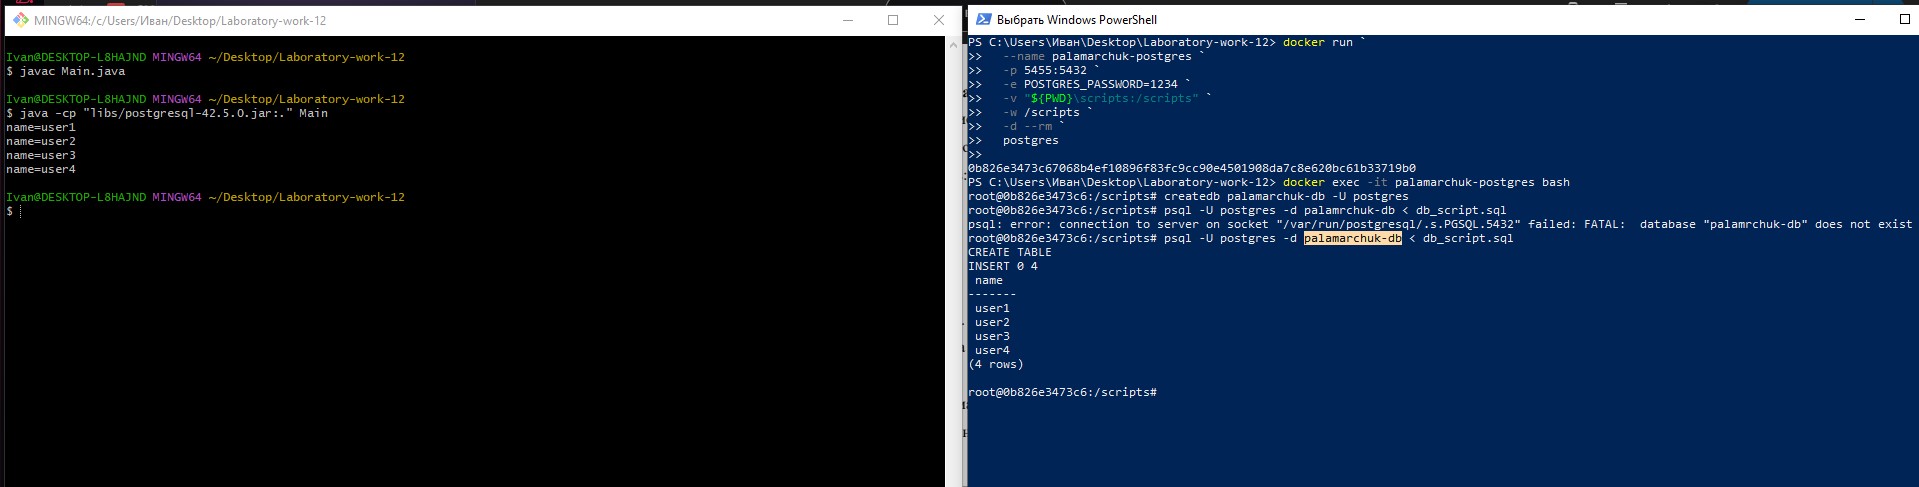 MINGW64:/c/Users/Иван/Desktop/Laboratory-work-12
Ivan@DESKTOP-L8HAJND MINGW64 ~/Desktop/Laboratory-work-12
$ javac Main.java
Ivan@DESKTOP-L8HAJND MINGW64 ~/Desktop/Laboratory-work-12
$ java -cp "libs/postgresql-42.5.0.jar:." Main
name=user1
name=user2
name=user3
name=user4
Ivan@DESKTOP-L8HAJND MINGW64 ~/Desktop/Laboratory-work-12
$
Выбрать Windows PowerShell
PS C:\Users\Иван\Desktop\Laboratory-work-12> docker run `
>>   --name palamarchuk-postgres `
>>   -p 5455:5432 `
>>   -e POSTGRES_PASSWORD=1234 `
>>   -v "${PWD}\scripts:/scripts" `
>>   -w /scripts `
>>   -d --rm `
>>   postgres
>>
0b826e3473c67068b4ef10896f83fc9cc90e4501908da7c8e620bc61b33719b0
PS C:\Users\Иван\Desktop\Laboratory-work-12> docker exec -it palamarchuk-postgres bash
root@0b826e3473c6:/scripts# createdb palamarchuk-db -U postgres
root@0b826e3473c6:/scripts# psql -U postgres -d palamrchuk-db < db_script.sql
psql: error: connection to server on socket "/var/run/postgresql/.s.PGSQL.5432" failed: FATAL:  database "palamrchuk-db" does not exist
root@0b826e3473c6:/scripts# psql -U postgres -d palamarchuk-db < db_script.sql
CREATE TABLE
INSERT 0 4
 name
-------
 user1
 user2
 user3
 user4
(4 rows)
root@0b826e3473c6:/scripts#